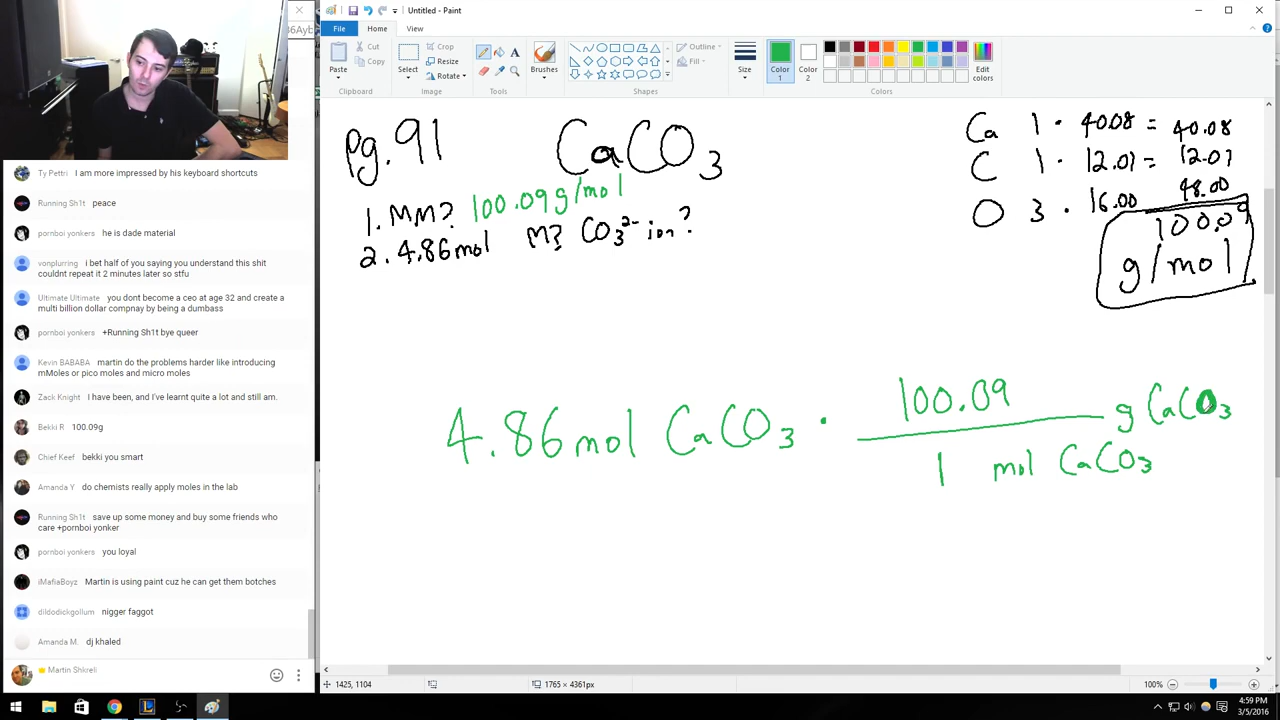 36Ayb
Untitled - Paint
File Home View
Paste
Cut
Copy
Clipboard
Select
Crop
Resize
Rotate
Image
Tools
Brushes
Shapes
Outline
Fill
Size
Color 1
Color 2
Edit colors
Colors
Ty Pettri I am more impressed by his keyboard shortcuts
Running Sh1t peace
pornboi yonkers he is dade material
vonplurring i bet half of you saying you understand this shit
couldnt repeat it 2 minutes later so stfu
Ultimate Ultimate you dont become a ceo at age 32 and create a
multi billion dollar compnay by being a dumbass
pornboi yonkers +Running Sh1t bye queer
Kevin BABABA martin do the problems harder like introducing
mMoles or pico moles and micro moles
Zack Knight I have been, and I've learnt quite a lot and still am.
Bekki R 100.09g
Chief Keef bekki you smart
Amanda Y do chemists really apply moles in the lab
Running Sh1t save up some money and buy some friends who
care +pornboi yonker
pornboi yonkers you loyal
iMafiaBoyz Martin is using paint cuz he can get them botches
dildodickgollum nigger faggot
Amanda M. dj khaled
Martin Shkreli
pg. 91 CaCO3
1. MM? 100.09g/mol
2. 4.86mol M? CO3 2- ion?
Ca 1 · 40.08 = 40.08
C 1 · 12.01 = 12.01
O 3 · 16.00 48.00
100.09
g/mol
4.86 mol CaCO3 · 100.09 g CaCO3
1 mol CaCO3
1425, 1104
1765 × 4361px
100%
4:59 PM
3/5/2016